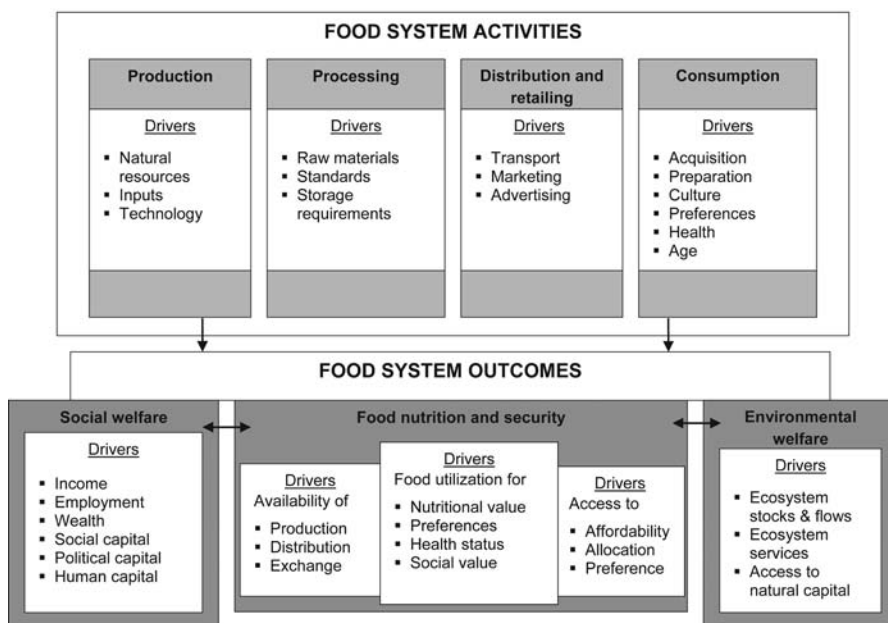 FOOD SYSTEM ACTIVITIES
Production
Drivers
▪ Natural
resources
▪ Inputs
▪ Technology
Processing
Drivers
▪ Raw materials
▪ Standards
▪ Storage
requirements
Distribution and
retailing
Drivers
▪ Transport
▪ Marketing
▪ Advertising
Consumption
Drivers
▪ Acquisition
▪ Preparation
▪ Culture
▪ Preferences
▪ Health
▪ Age
FOOD SYSTEM OUTCOMES
Social welfare
Drivers
▪ Income
▪ Employment
▪ Wealth
▪ Social capital
▪ Political capital
▪ Human capital
Food nutrition and security
Drivers
Availability of
▪ Production
▪ Distribution
▪ Exchange
Drivers
Food utilization for
▪ Nutritional value
▪ Preferences
▪ Health status
▪ Social value
Drivers
Access to
▪ Affordability
▪ Allocation
▪ Preference
Environmental
welfare
Drivers
▪ Ecosystem
stocks & flows
▪ Ecosystem
services
▪ Access to
natural capital